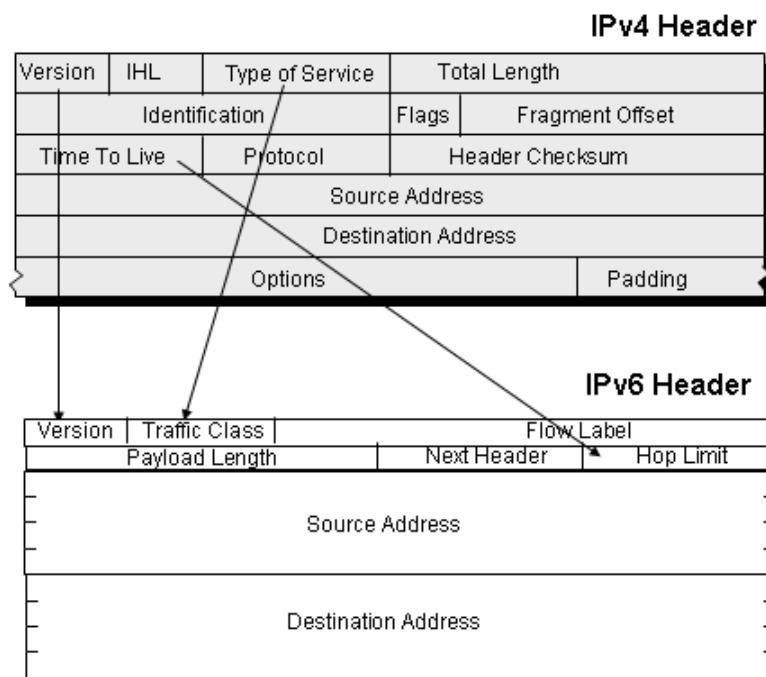 IPv4 Header
Version IHL Type of Service Total Length
Identification Flags Fragment Offset
Time To Live Protocol Header Checksum
Source Address
Destination Address
Options Padding
IPv6 Header
Version Traffic Class Flow Label
Payload Length Next Header Hop Limit
Source Address
Destination Address